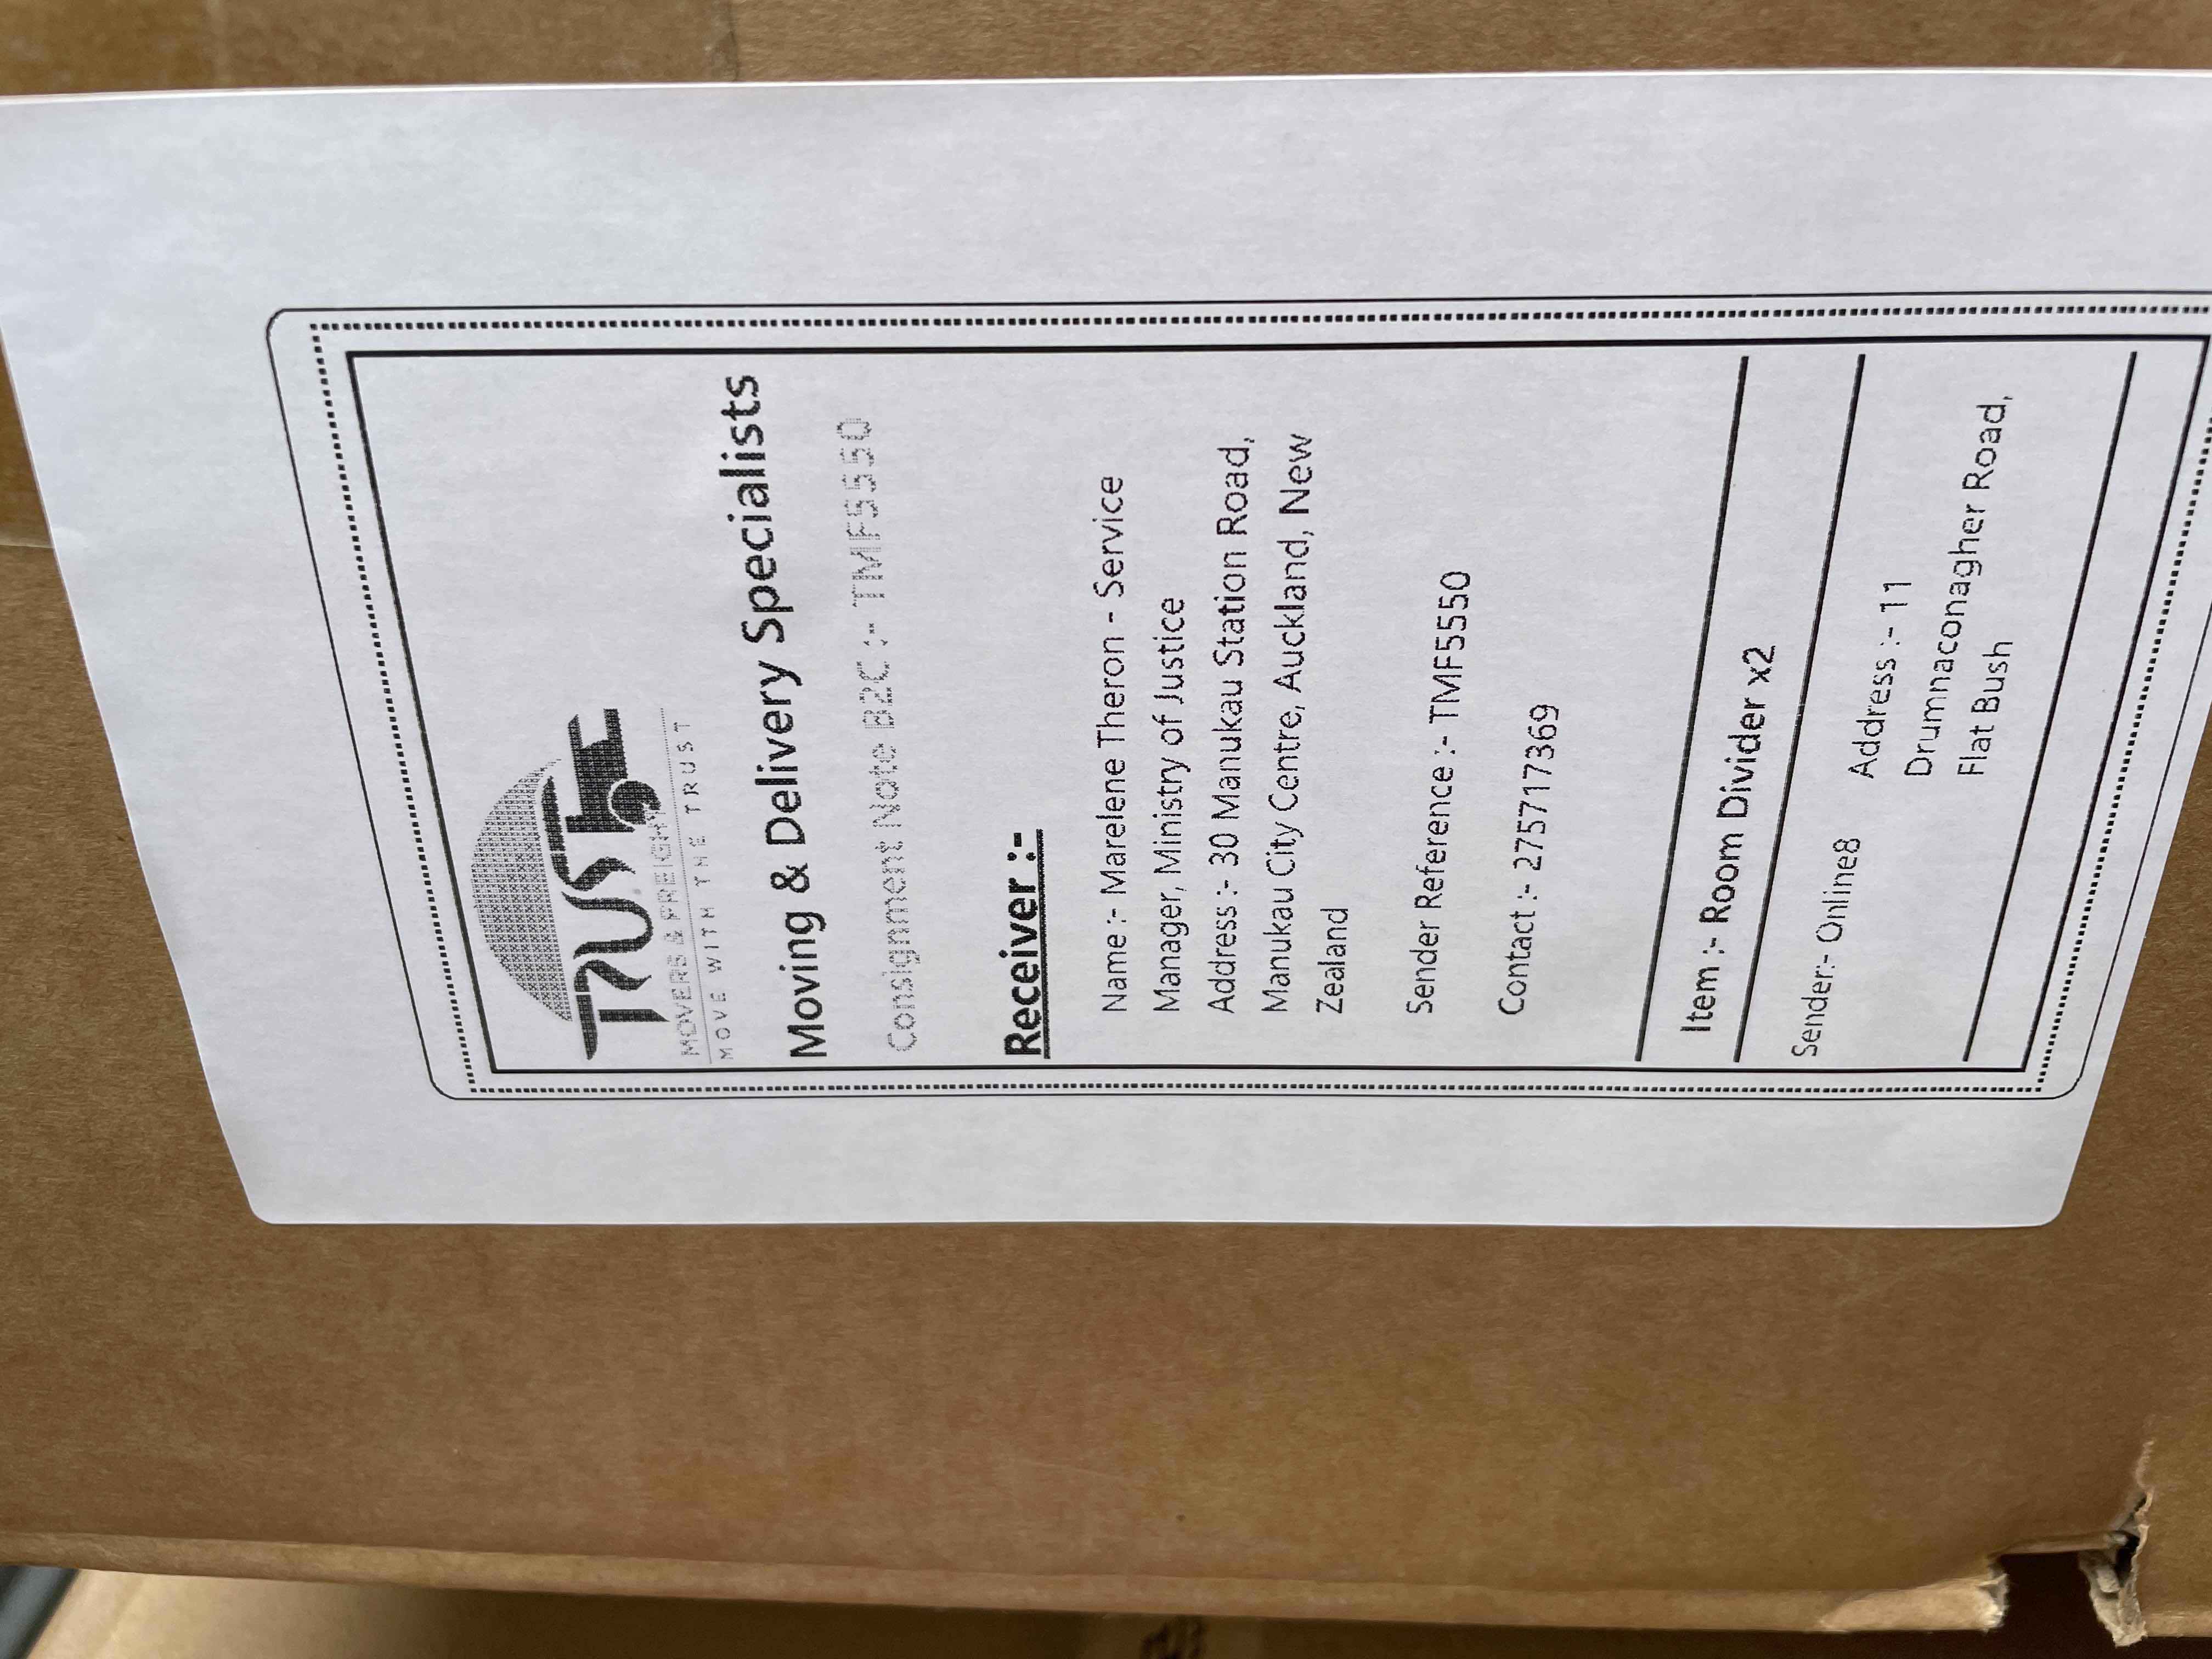 TRUST
MOVERS & FREIGHT
MOVE WITH THE TRUST
Moving & Delivery Specialists
Consignment Note B2C :- TMF5550
Receiver :-
Name :- Marelene Theron - Service
Manager, Ministry of Justice
Address :- 30 Manukau Station Road,
Manukau City Centre, Auckland, New
Zealand
Sender Reference :- TMF5550
Contact :- 275717369
Item :- Room Divider x2
Sender:- Online8
Address :- 11
Drumnaconagher Road,
Flat Bush